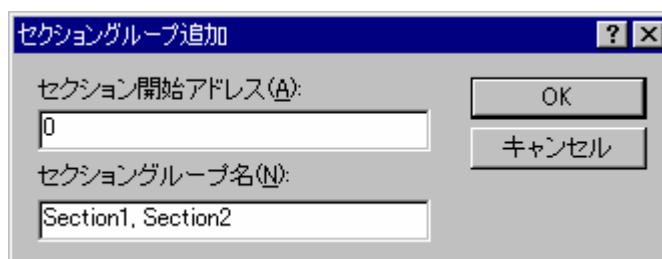 セクショングループ追加
セクション開始アドレス(A):
0
セクショングループ名(N):
Section1, Section2
OK
キャンセル